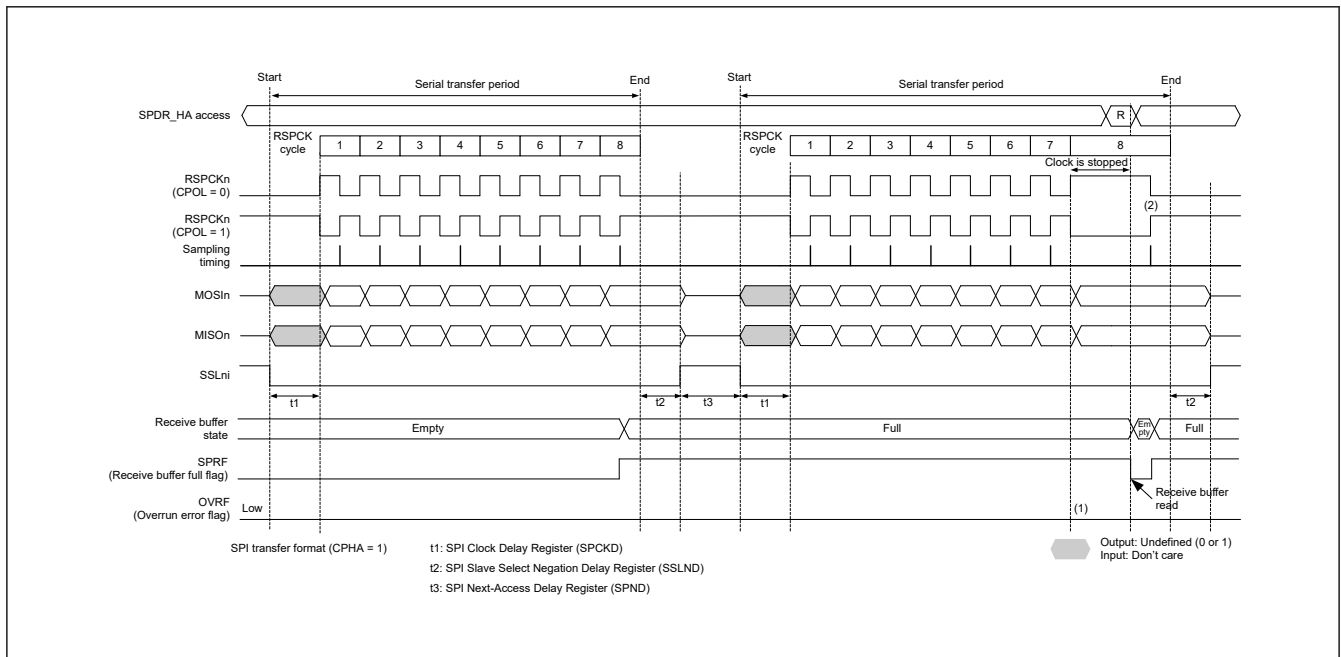 Start
Serial transfer period
End
Start
Serial transfer period
End
SPDR_HA access
R
RSPCK
cycle
1 2 3 4 5 6 7 8
RSPCK
cycle
1 2 3 4 5 6 7 8
Clock is stopped
RSPCKn
(CPOL = 0)
(2)
RSPCKn
(CPOL = 1)
Sampling
timing
MOSIn
MISOn
SSLni
t1
t2
t3
t1
t2
Receive buffer
state
Empty
Full
Em
pty
Full
SPRF
(Receive buffer full flag)
Receive buffer
read
OVRF
(Overrun error flag)
Low
(1)
SPI transfer format (CPHA = 1)
t1: SPI Clock Delay Register (SPCKD)
t2: SPI Slave Select Negation Delay Register (SSLND)
t3: SPI Next-Access Delay Register (SPND)
Output: Undefined (0 or 1)
Input: Don't care